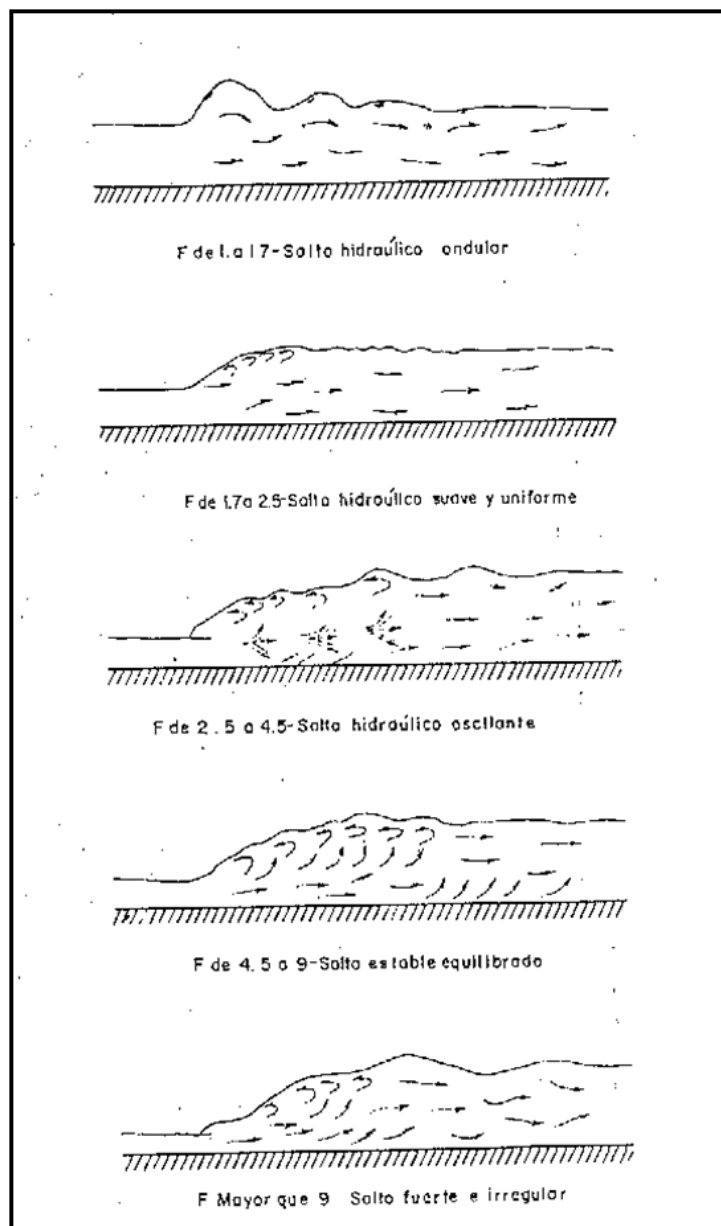 F de 1. a 1 7-Salto hidraúlico ondular
F de 1.7 a 2.5-Salto hidraúlico suave y uniforme
F de 2.5 a 4.5-Salto hidraúlico oscilante
F de 4.5 a 9-Salto estable equilibrado
F Mayor que 9 Salto fuerte e irregular